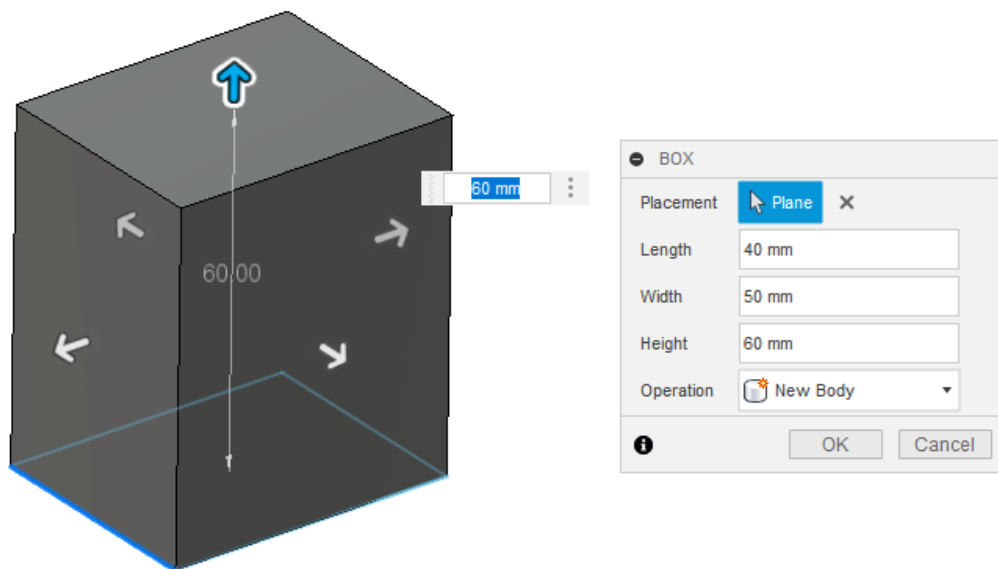 60 mm
60.00
BOX
Placement Plane
Length 40 mm
Width 50 mm
Height 60 mm
Operation New Body
OK Cancel